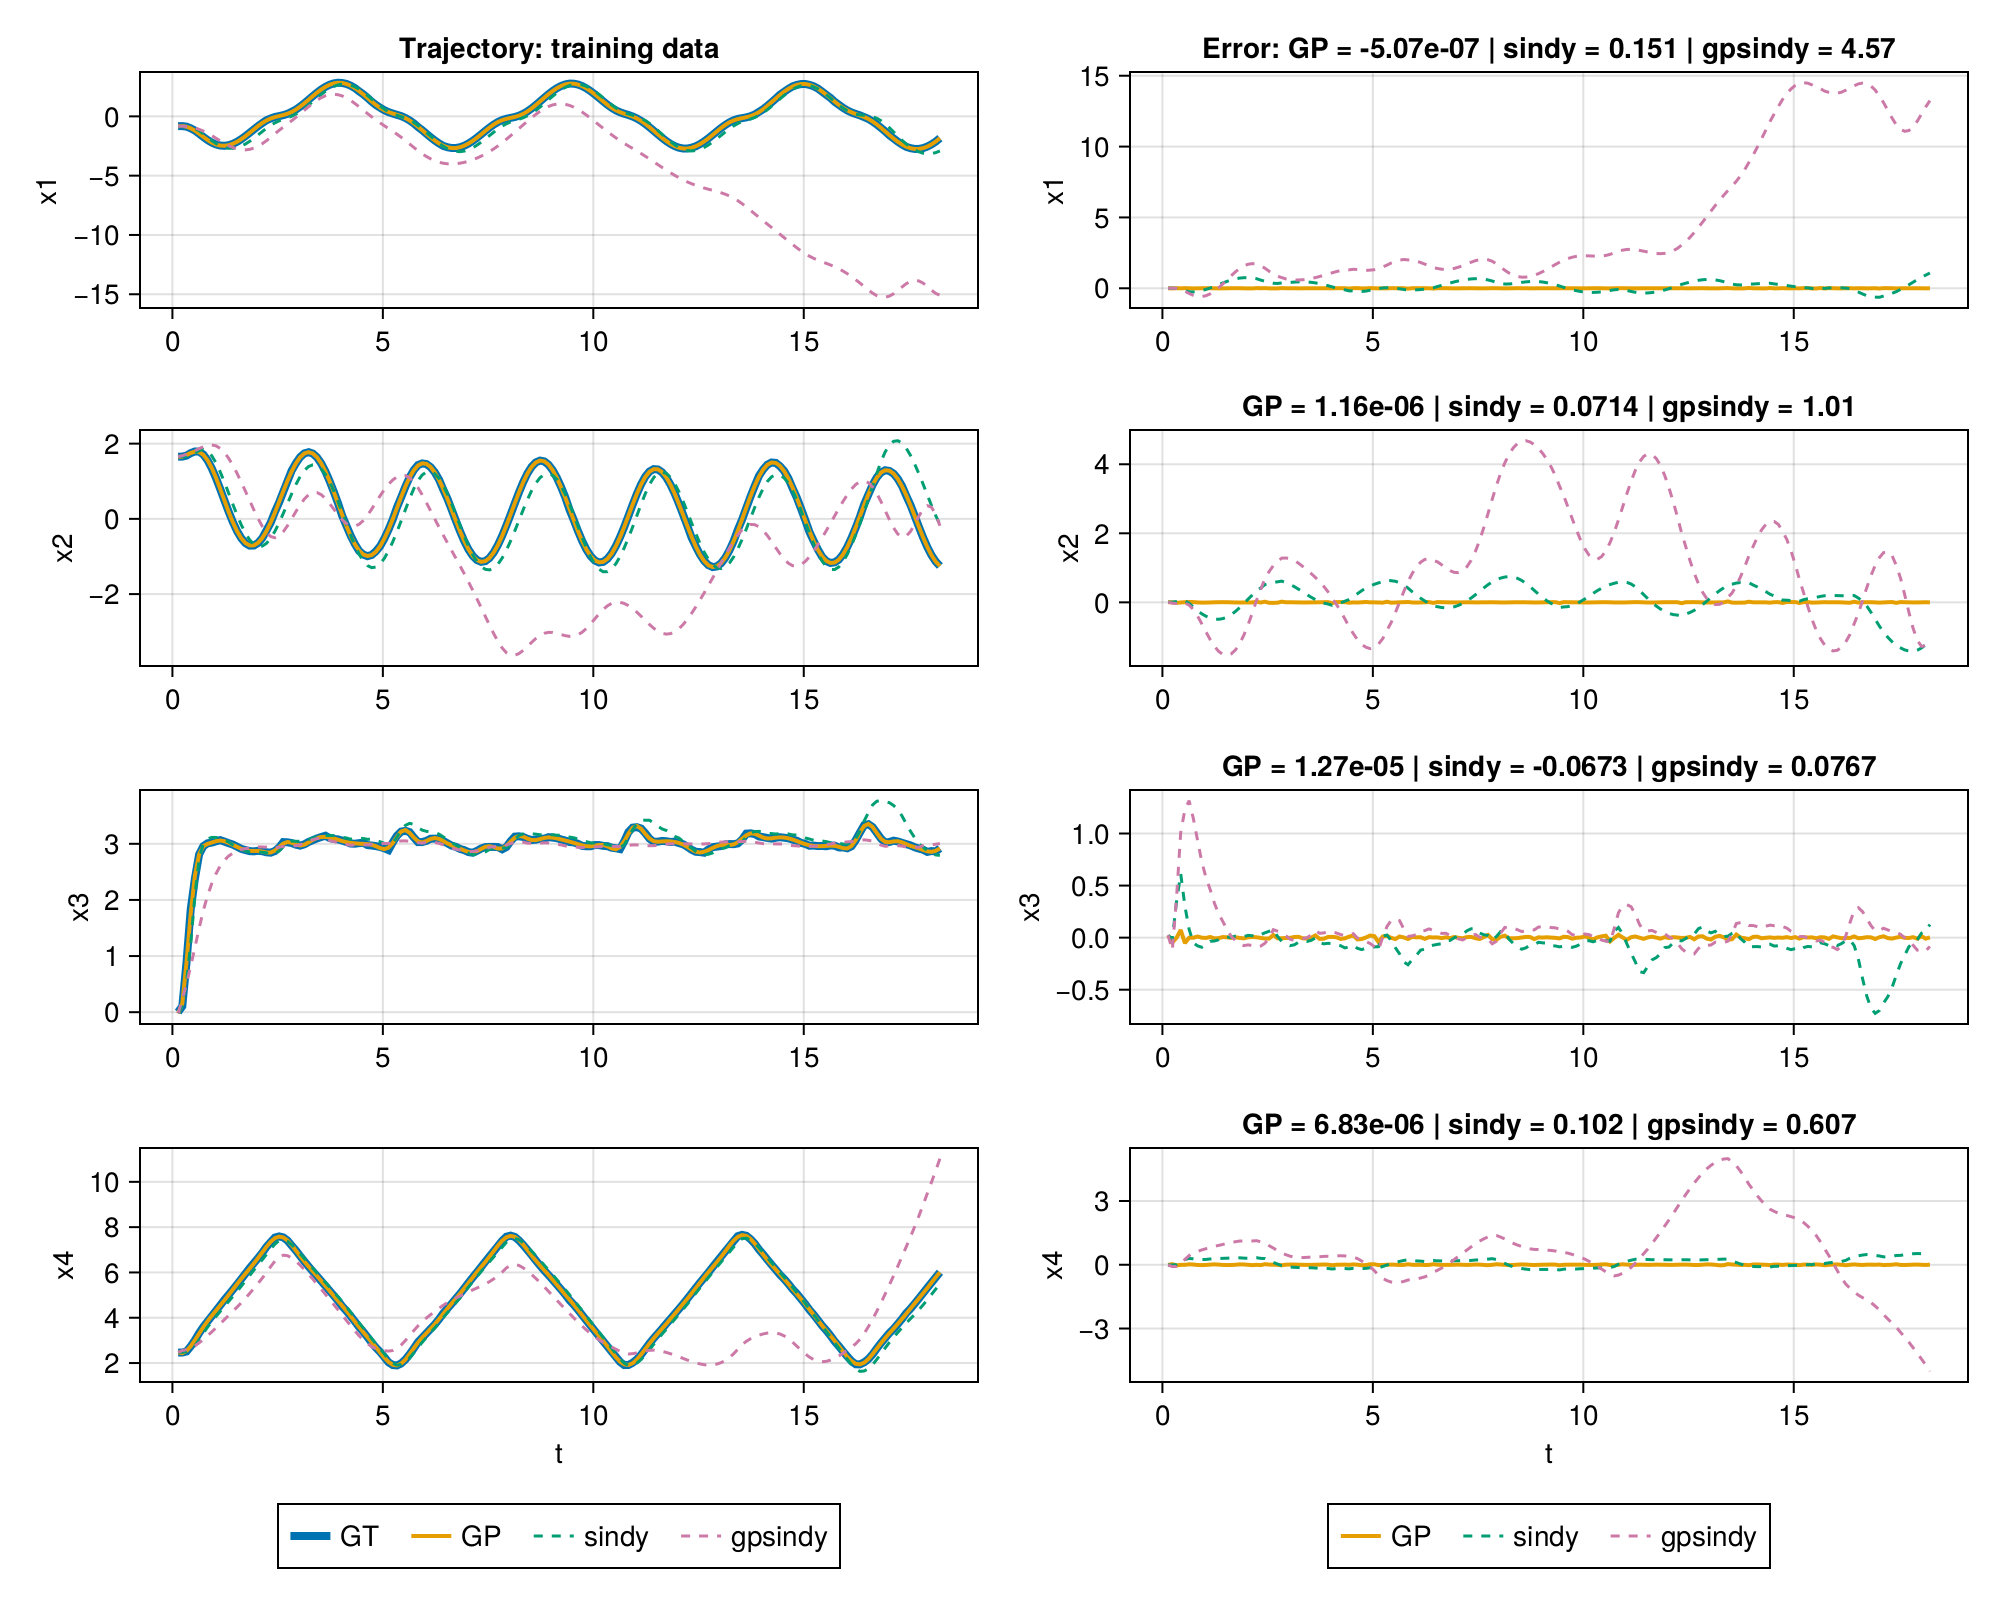 Trajectory: training data
x1
0
−5
−10
−15
0 5 10 15
Error: GP = -5.07e-07 | sindy = 0.151 | gpsindy = 4.57
x1
15
10
5
0
0 5 10 15
x2
2
0
−2
0 5 10 15
GP = 1.16e-06 | sindy = 0.0714 | gpsindy = 1.01
x2
4
2
0
0 5 10 15
x3
3
2
1
0
0 5 10 15
GP = 1.27e-05 | sindy = -0.0673 | gpsindy = 0.0767
x3
1.0
0.5
0.0
−0.5
0 5 10 15
x4
10
8
6
4
2
0 5 10 15
t
GP = 6.83e-06 | sindy = 0.102 | gpsindy = 0.607
x4
3
0
−3
0 5 10 15
t
GT GP sindy gpsindy
GP sindy gpsindy